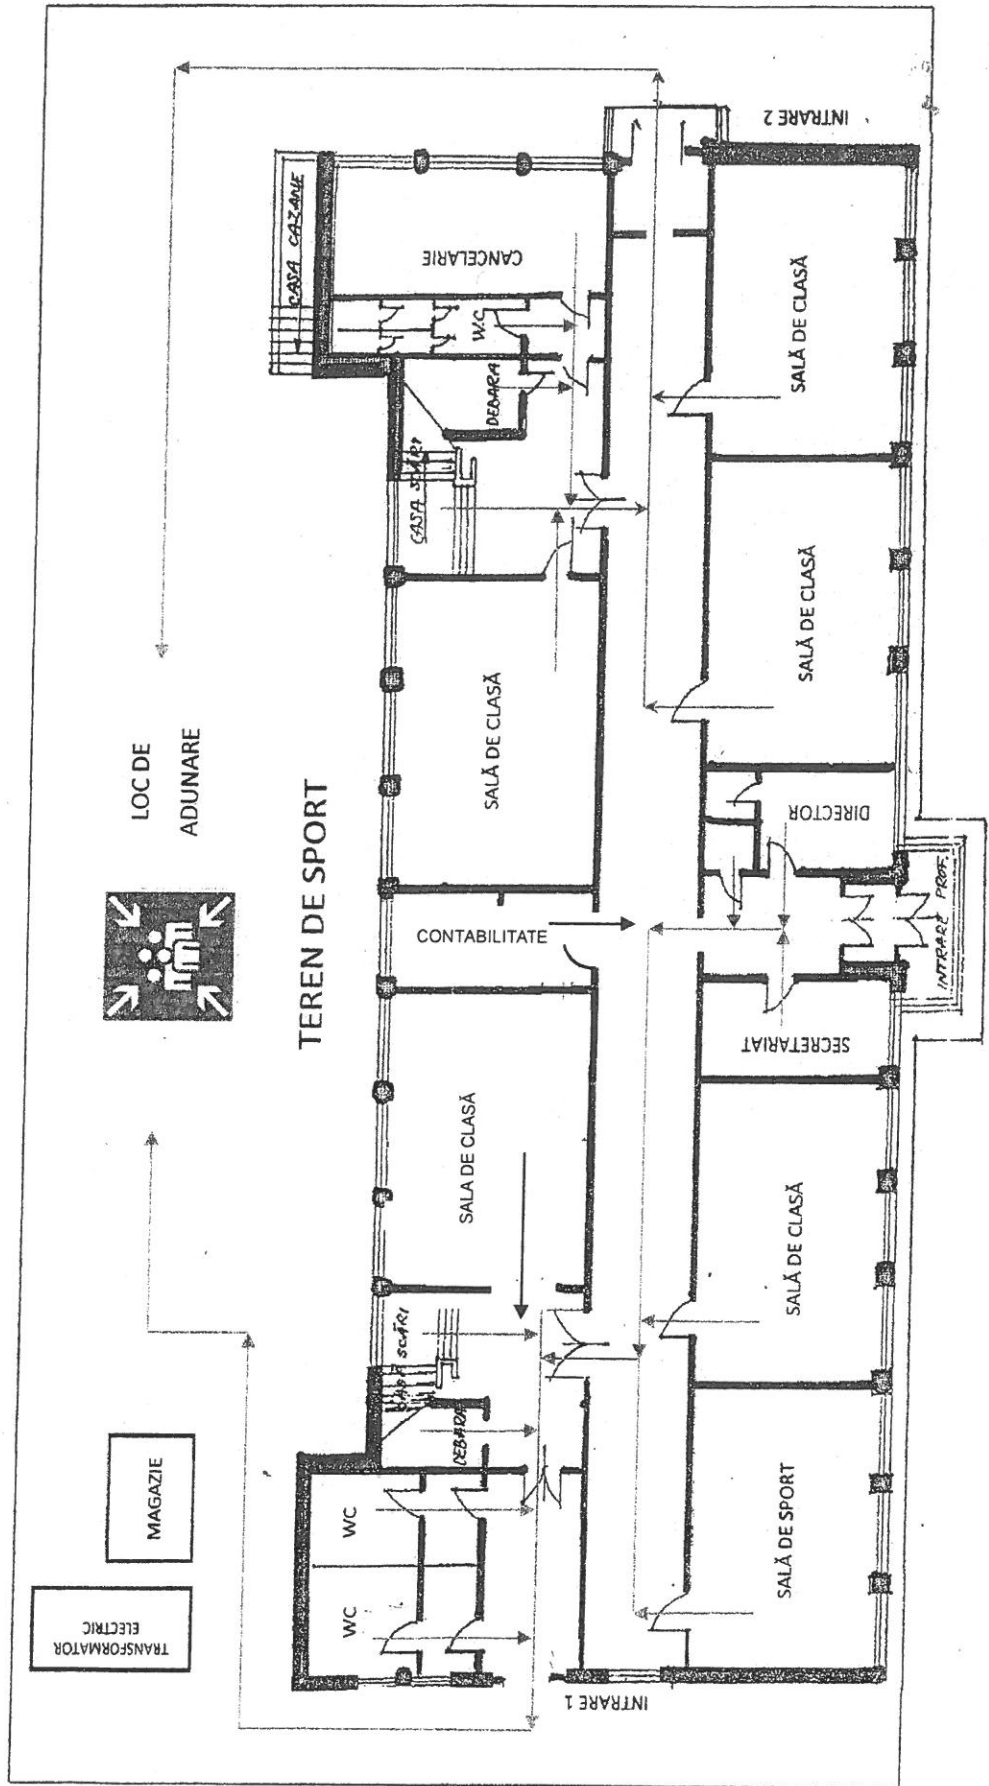 LOC DE
ADUNARE
TEREN DE SPORT
TRANSFORMATOR
ELECTRIC
MAGAZIE
WC
WC
DEBARA
CASA SCĂRI
SALA DE CLASĂ
CONTABILITATE
SALĂ DE CLASĂ
CASA SCĂRI
DEBARA
W.C
CANCELARIE
CASA CAZANE
INTRARE 1
SALĂ DE SPORT
SALĂ DE CLASĂ
SECRETARIAT
INTRARE PROF.
DIRECTOR
SALĂ DE CLASĂ
SALĂ DE CLASĂ
INTRARE 2